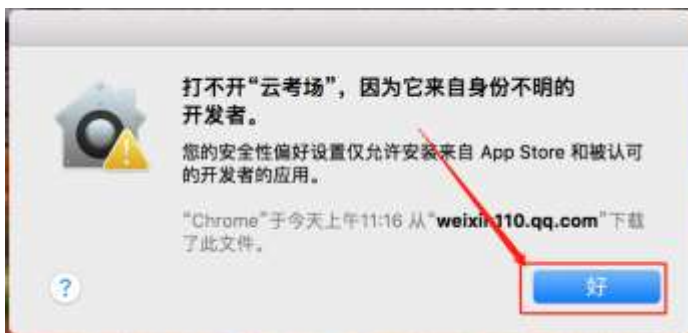 打不开“云考场”，因为它来自身份不明的
开发者。
您的安全性偏好设置仅允许安装来自 App Store 和被认可
的开发者的应用。
“Chrome”于今天上午11:16 从“weixin110.qq.com”下载
了此文件。
?
好